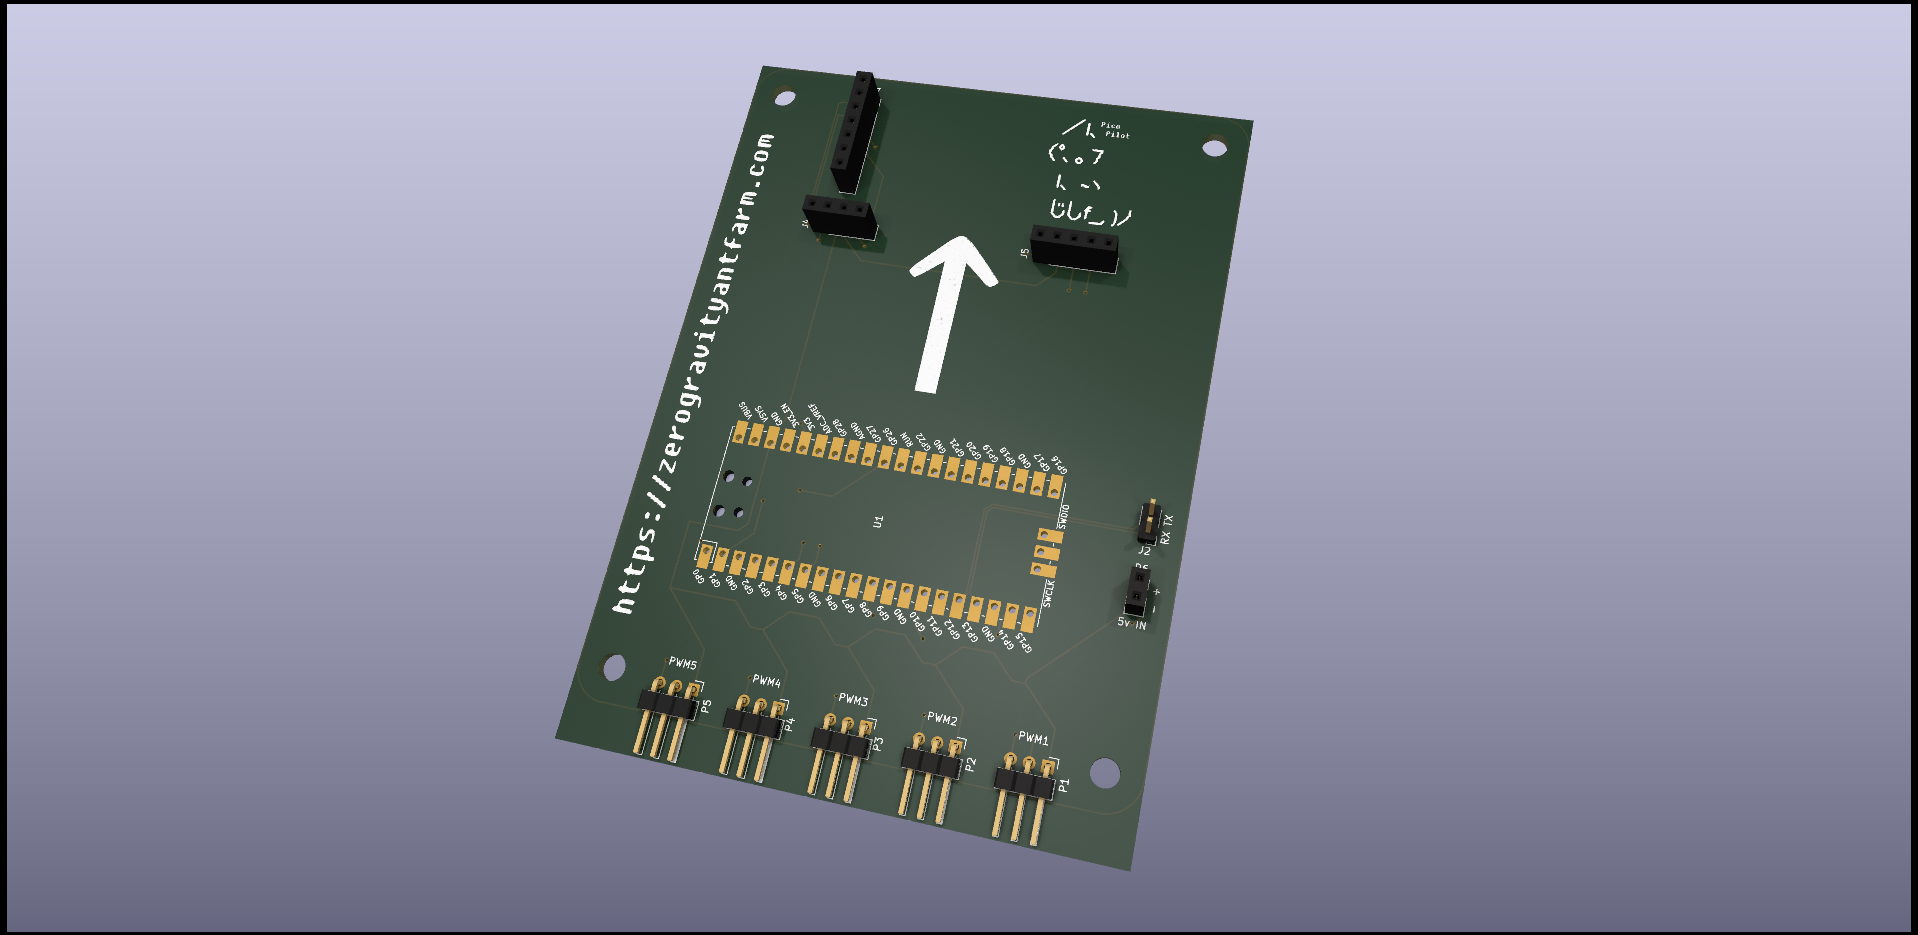 Pico
Pilot
https://zerogravityantfarm.com
J4
J5
VBUS
VSYS
GND
3V3_EN
3V3
ADC_VREF
GP28
AGND
GP27
GP26
RUN
GP22
GND
GP21
GP20
GP19
GP18
GND
GP17
GP16
SWDIO
U1
SWCLK
GP0
GP1
GND
GP2
GP3
GP4
GP5
GND
GP6
GP7
GP8
GP9
GND
GP10
GP11
GP12
GP13
GND
GP14
GP15
RX TX
J2
+
-
5V IN
PWM5
PWM4
PWM3
PWM2
PWM1
P5
P4
P3
P2
P1